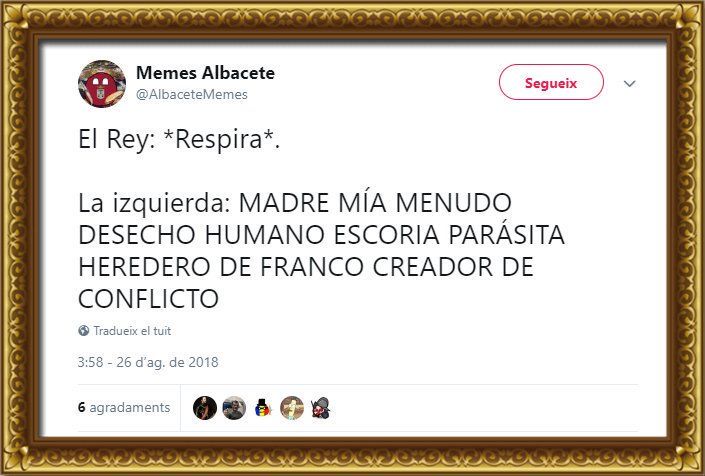 Memes Albacete
@AlbaceteMemes
Segueix
El Rey: *Respira*.
La izquierda: MADRE MÍA MENUDO
DESECHO HUMANO ESCORIA PARÁSITA
HEREDERO DE FRANCO CREADOR DE
CONFLICTO
Tradueix el tuit
3:58 - 26 d’ag. de 2018
6 agradaments